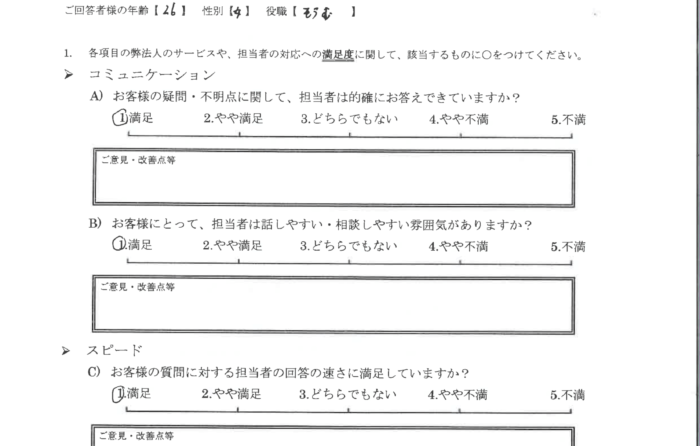 ご回答者様の年齢【26】 性別【女】 役職【そうむ】
1. 各項目の弊法人のサービスや、担当者の対応への満足度に関して、該当するものに○をつけてください。
➢ コミュニケーション
A) お客様の疑問・不明点に関して、担当者は的確にお答えできていますか?
1.満足 2.やや満足 3.どちらでもない 4.やや不満 5.不満
ご意見・改善点等
B) お客様にとって、担当者は話しやすい・相談しやすい雰囲気がありますか?
1.満足 2.やや満足 3.どちらでもない 4.やや不満 5.不満
ご意見・改善点等
➢ スピード
C) お客様の質問に対する担当者の回答の速さに満足していますか?
1.満足 2.やや満足 3.どちらでもない 4.やや不満 5.不満
ご意見・改善点等